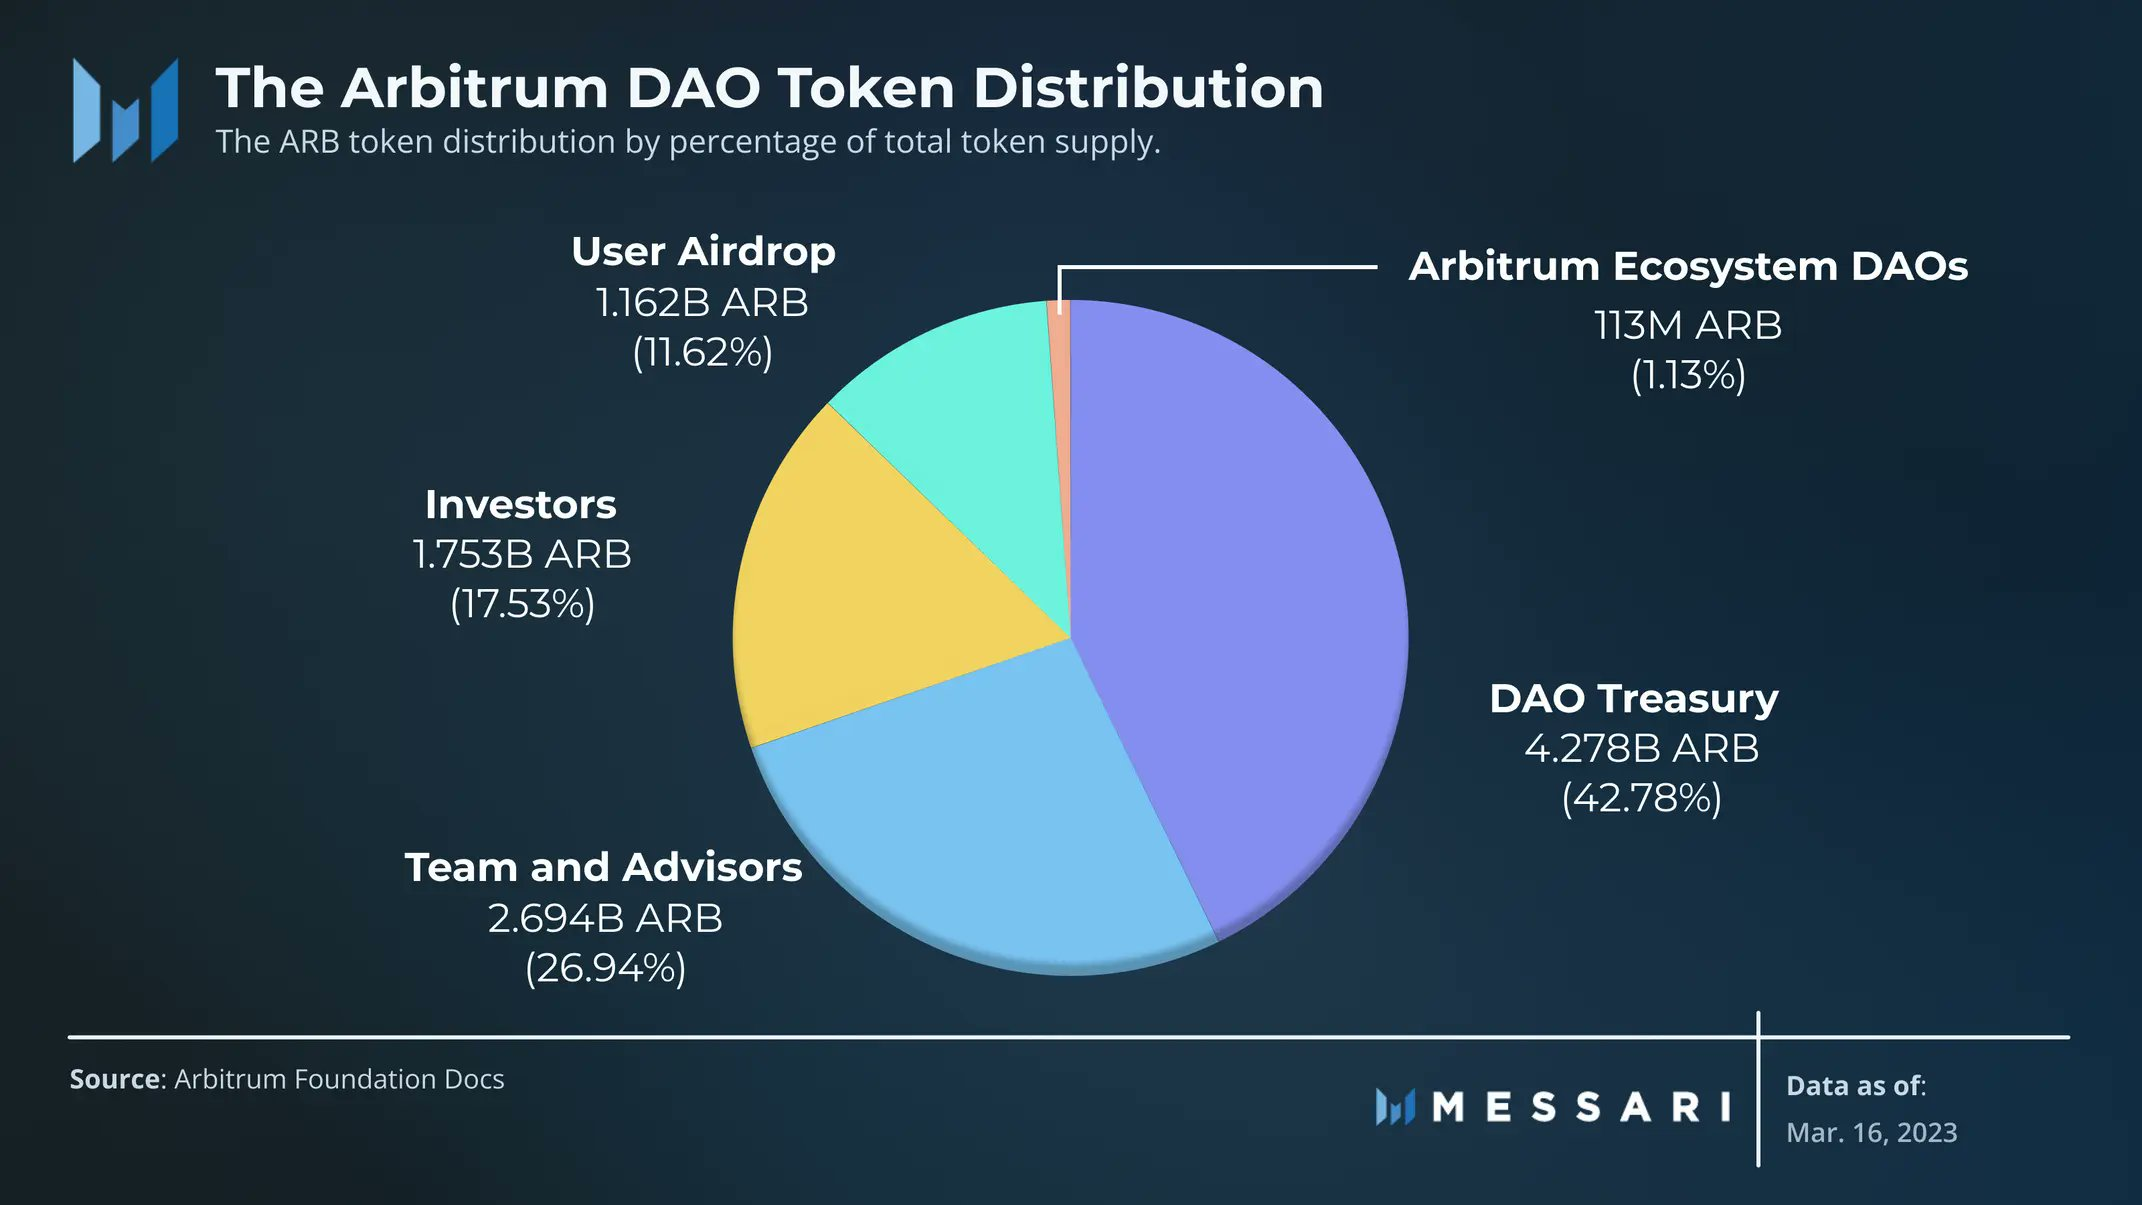 The Arbitrum DAO Token Distribution
The ARB token distribution by percentage of total token supply.
User Airdrop
1.162B ARB
(11.62%)
Arbitrum Ecosystem DAOs
113M ARB
(1.13%)
Investors
1.753B ARB
(17.53%)
DAO Treasury
4.278B ARB
(42.78%)
Team and Advisors
2.694B ARB
(26.94%)
Source: Arbitrum Foundation Docs
MESSARI
Data as of:
Mar. 16, 2023